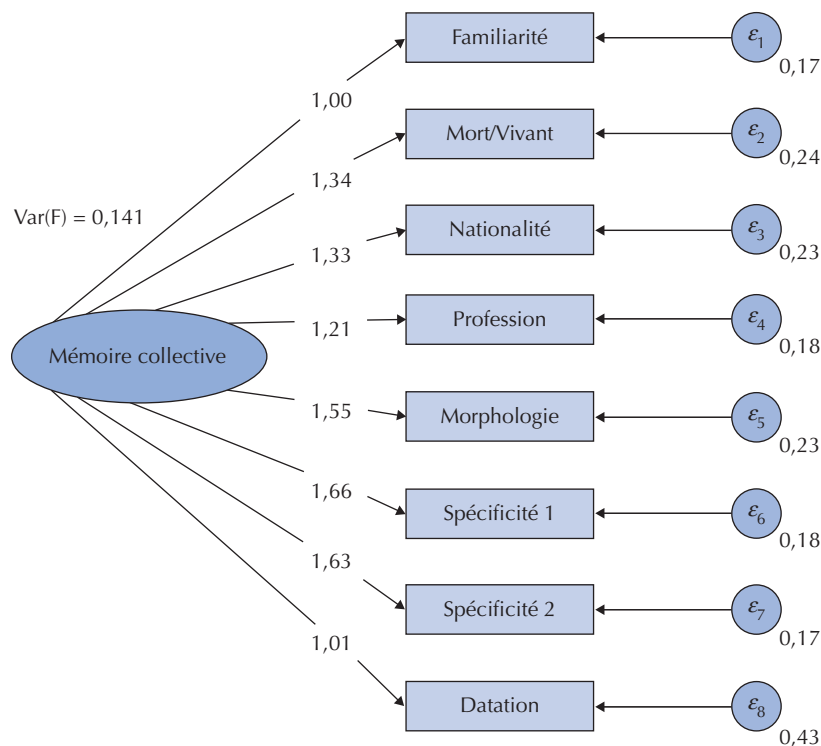 Familiarité
ε1
0,17
1,00
Mort/Vivant
ε2
0,24
1,34
Var(F) = 0,141
Nationalité
ε3
0,23
1,33
Profession
ε4
0,18
1,21
Mémoire collective
Morphologie
ε5
0,23
1,55
Spécificité 1
ε6
0,18
1,66
Spécificité 2
ε7
0,17
1,63
Datation
ε8
0,43
1,01